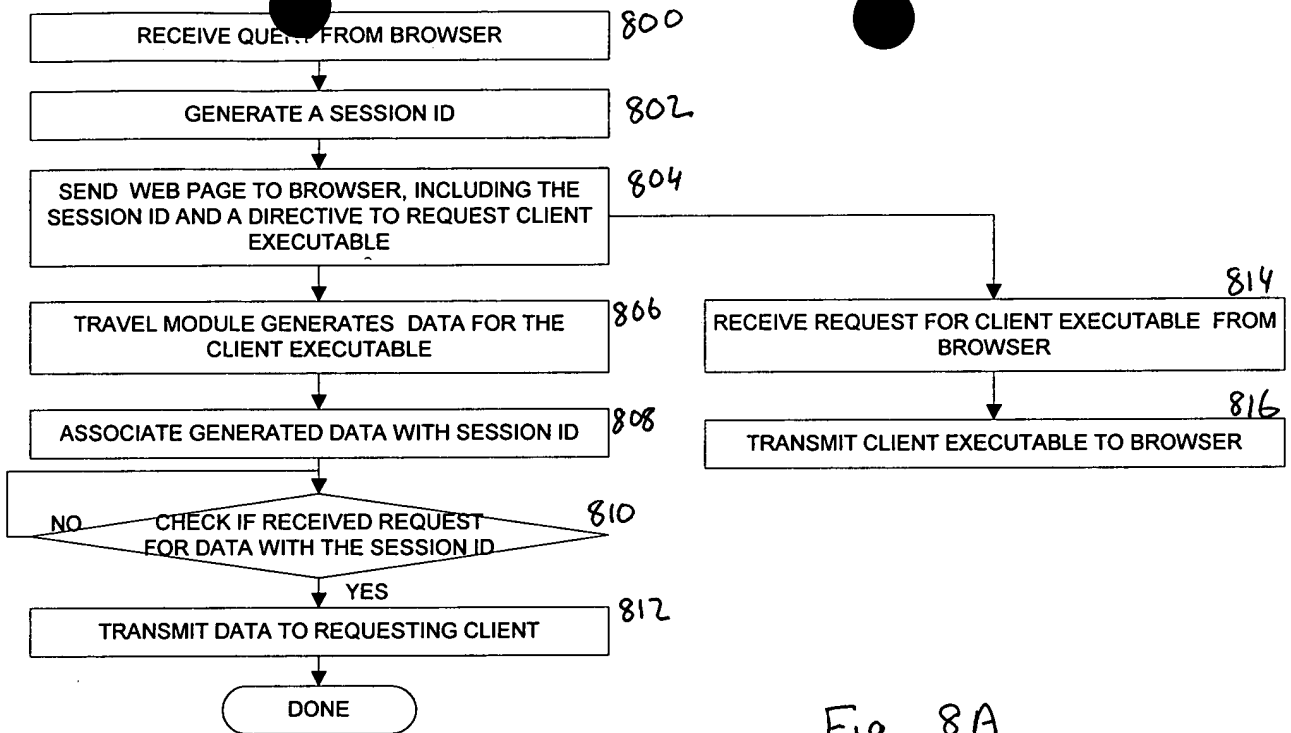 RECEIVE QUERY FROM BROWSER
800
GENERATE A SESSION ID
802
SEND WEB PAGE TO BROWSER, INCLUDING THE
SESSION ID AND A DIRECTIVE TO REQUEST CLIENT
EXECUTABLE
804
TRAVEL MODULE GENERATES DATA FOR THE
CLIENT EXECUTABLE
806
ASSOCIATE GENERATED DATA WITH SESSION ID
808
NO
CHECK IF RECEIVED REQUEST
FOR DATA WITH THE SESSION ID
810
YES
TRANSMIT DATA TO REQUESTING CLIENT
812
DONE
814
RECEIVE REQUEST FOR CLIENT EXECUTABLE FROM
BROWSER
816
TRANSMIT CLIENT EXECUTABLE TO BROWSER
Fig 8A